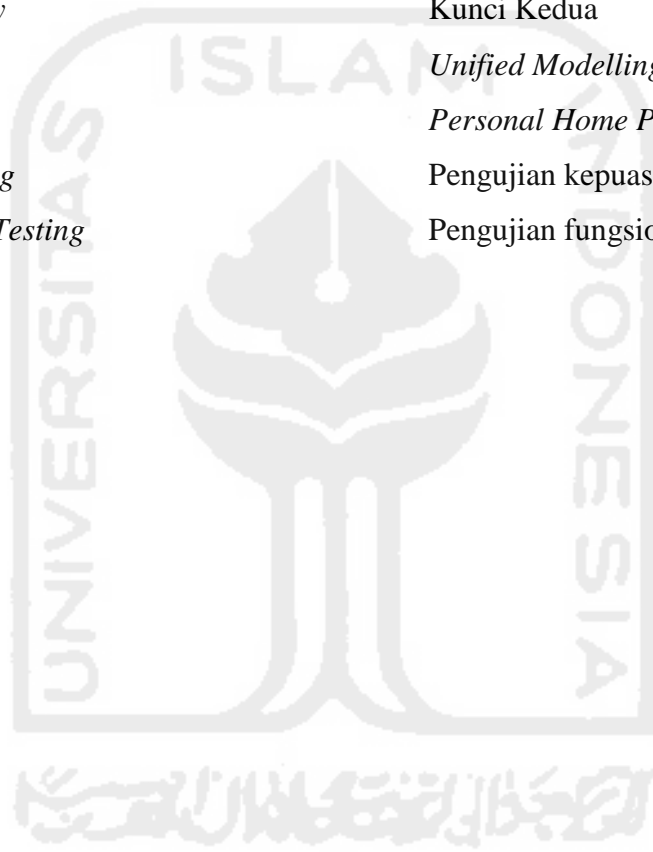 y Kunci Kedua
Unified Modelling
Personal Home P
g Pengujian kepuas
Testing Pengujian fungsio
UNIVERSITAS ISLAM INDONESIA